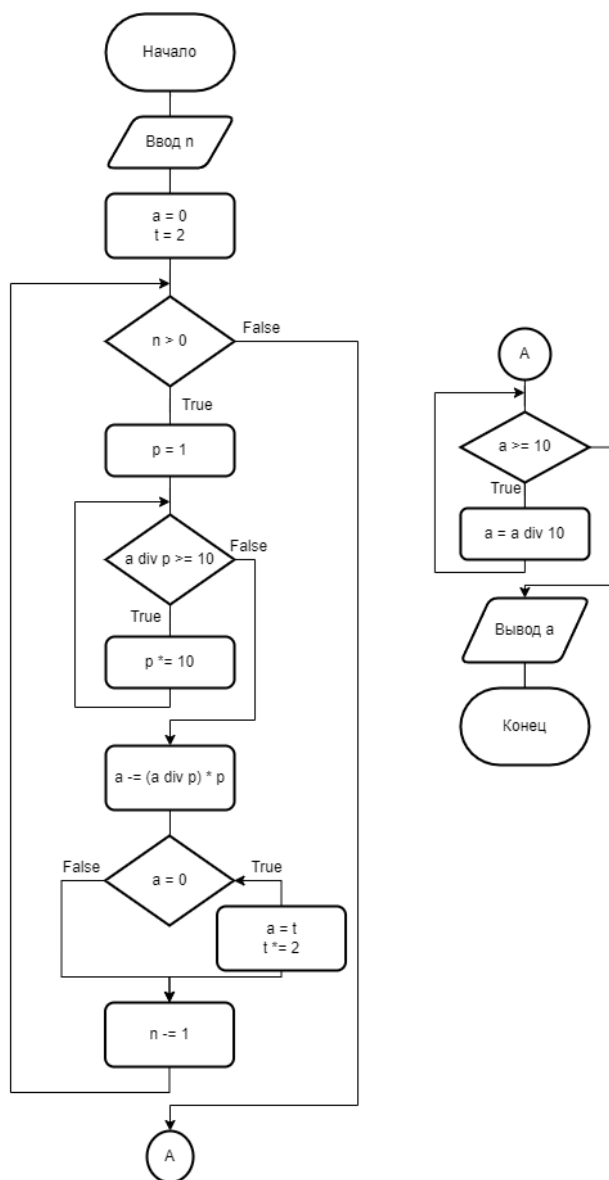 Начало
Ввод n
a = 0
t = 2
n > 0
False
True
p = 1
a div p >= 10
False
True
p *= 10
a -= (a div p) * p
False
a = 0
True
a = t
t *= 2
n -= 1
A
A
a >= 10
True
a = a div 10
Вывод a
Конец